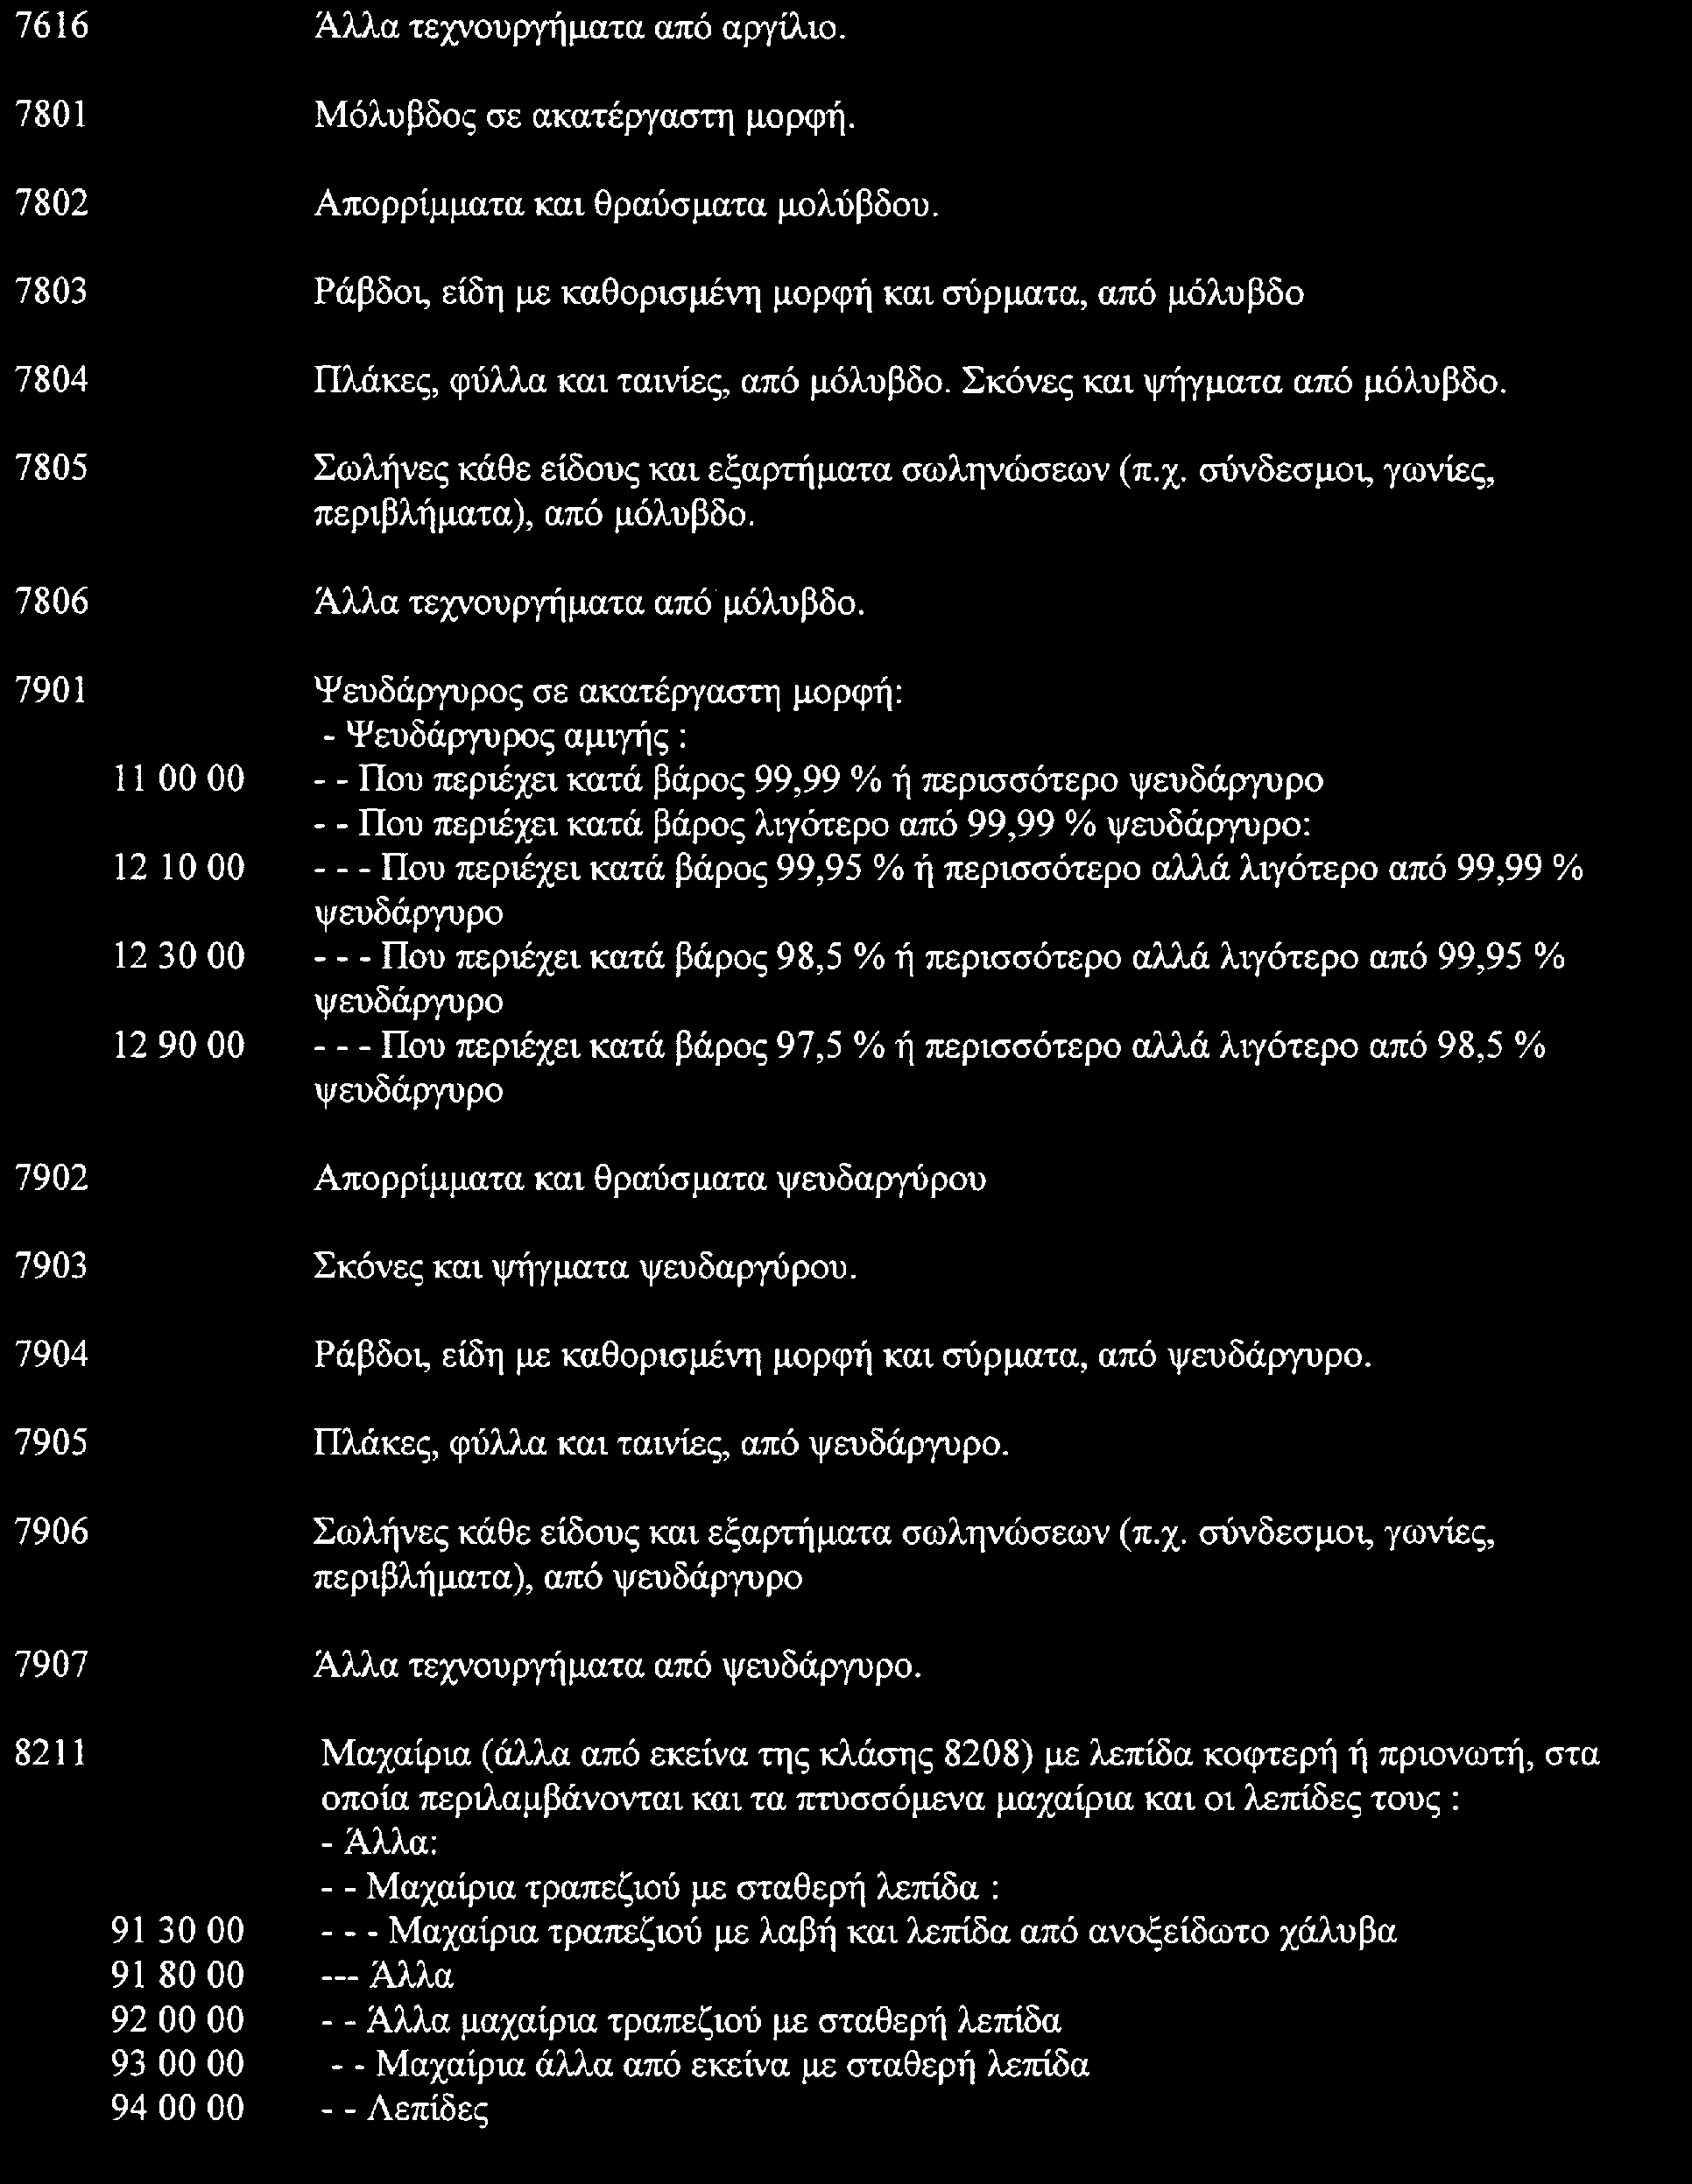 7616 Άλλα τεχνουργήματα από αργίλιο.
7801 Μόλυβδος σε ακατέργαστη μορφή.
7802 Απορρίμματα και θραύσματα μολύβδου.
7803 Ράβδοι, είδη με καθορισμένη μορφή και σύρματα, από μόλυβδο
7804 Πλάκες, φύλλα και ταινίες, από μόλυβδο. Σκόνες και ψήγματα από μόλυβδο.
7805 Σωλήνες κάθε είδους και εξαρτήματα σωληνώσεων (π.χ. σύνδεσμοι, γωνίες,
περιβλήματα), από μόλυβδο.
7806 Άλλα τεχνουργήματα από μόλυβδο.
7901 Ψευδάργυρος σε ακατέργαστη μορφή:
- Ψευδάργυρος αμιγής :
11 00 00 - - Που περιέχει κατά βάρος 99,99 % ή περισσότερο ψευδάργυρο
- - Που περιέχει κατά βάρος λιγότερο από 99,99 % ψευδάργυρο:
12 10 00 - - - Που περιέχει κατά βάρος 99,95 % ή περισσότερο αλλά λιγότερο από 99,99 %
ψευδάργυρο
12 30 00 - - - Που περιέχει κατά βάρος 98,5 % ή περισσότερο αλλά λιγότερο από 99,95 %
ψευδάργυρο
12 90 00 - - - Που περιέχει κατά βάρος 97,5 % ή περισσότερο αλλά λιγότερο από 98,5 %
ψευδάργυρο
7902 Απορρίμματα και θραύσματα ψευδαργύρου
7903 Σκόνες και ψήγματα ψευδαργύρου.
7904 Ράβδοι, είδη με καθορισμένη μορφή και σύρματα, από ψευδάργυρο.
7905 Πλάκες, φύλλα και ταινίες, από ψευδάργυρο.
7906 Σωλήνες κάθε είδους και εξαρτήματα σωληνώσεων (π.χ. σύνδεσμοι, γωνίες,
περιβλήματα), από ψευδάργυρο
7907 Άλλα τεχνουργήματα από ψευδάργυρο.
8211 Μαχαίρια (άλλα από εκείνα της κλάσης 8208) με λεπίδα κοφτερή ή πριονωτή, στα
οποία περιλαμβάνονται και τα πτυσσόμενα μαχαίρια και οι λεπίδες τους :
- Άλλα:
- - Μαχαίρια τραπεζιού με σταθερή λεπίδα :
91 30 00 - - - Μαχαίρια τραπεζιού με λαβή και λεπίδα από ανοξείδωτο χάλυβα
91 80 00 --- Άλλα
92 00 00 - - Άλλα μαχαίρια τραπεζιού με σταθερή λεπίδα
93 00 00 - - Μαχαίρια άλλα από εκείνα με σταθερή λεπίδα
94 00 00 - - Λεπίδες